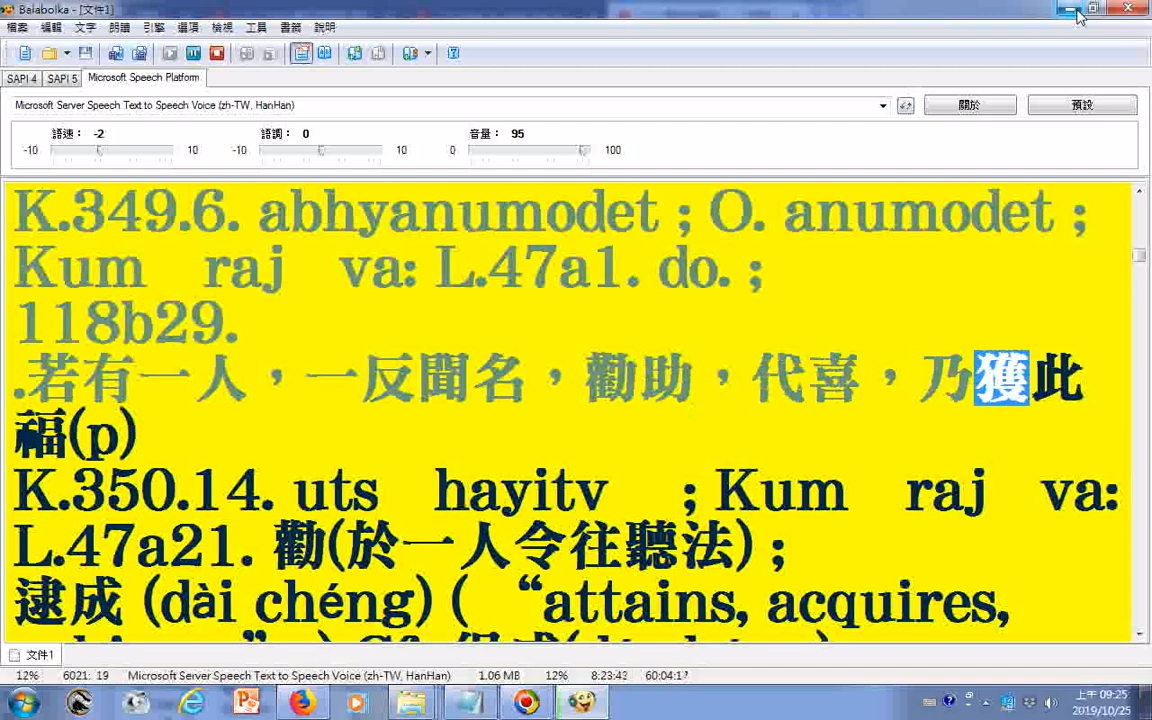 Balabolka - [文件1]
檔案 編輯 文字 朗讀 引擎 選項 檢視 工具 書籤 說明
SAPI 4 SAPI 5 Microsoft Speech Platform
Microsoft Server Speech Text to Speech Voice (zh-TW, HanHan) 關於 預設
語速： -2 語調： 0 音量： 95
-10 10 -10 10 0 100
K.349.6. abhyanumodet ; O. anumodet ;
Kum raj va: L.47a1. do. ;
118b29.
.若有一人，一反聞名，勸助，代喜，乃獲此
福(p)
K.350.14. uts hayitv ; Kum raj va:
L.47a21. 勸(於一人令往聽法) ;
逮成 (dài chéng) ( “attains, acquires,
文件1
12% 6021: 19 Microsoft Server Speech Text to Speech Voice (zh-TW, HanHan) 1.06 MB 12% 8:23:43 60:04:17
上午 09:25
2019/10/25